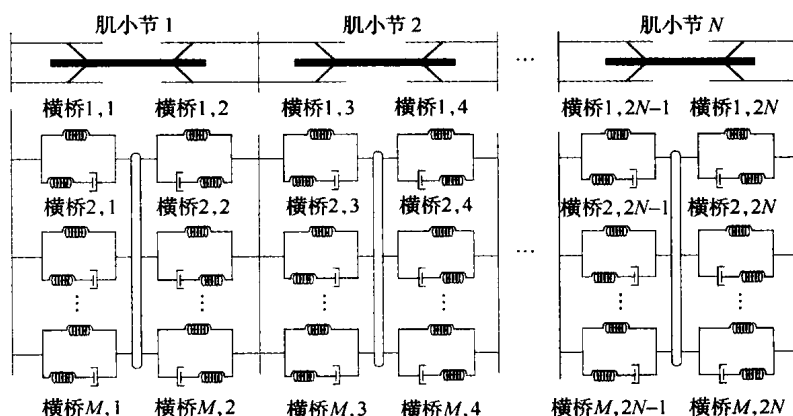 肌小节 1 肌小节 2 ... 肌小节 N
横桥1,1 横桥1,2 横桥1,3 横桥1,4 横桥1,2N-1 横桥1,2N
横桥2,1 横桥2,2 横桥2,3 横桥2,4 ... 横桥2,2N-1 横桥2,2N
横桥M,1 横桥M,2 横桥M,3 横桥M,4 横桥M,2N-1 横桥M,2N